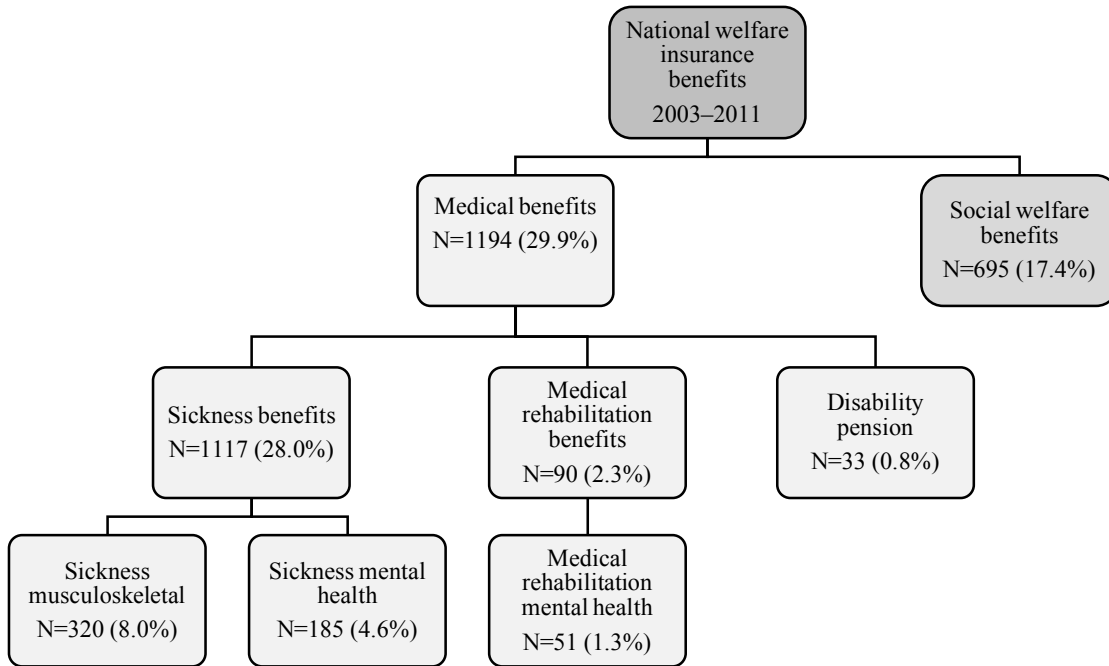 National welfare
insurance
benefits
2003–2011
Medical benefits
N=1194 (29.9%)
Social welfare
benefits
N=695 (17.4%)
Sickness benefits
N=1117 (28.0%)
Medical
rehabilitation
benefits
N=90 (2.3%)
Disability
pension
N=33 (0.8%)
Sickness
musculoskeletal
N=320 (8.0%)
Sickness mental
health
N=185 (4.6%)
Medical
rehabilitation
mental health
N=51 (1.3%)